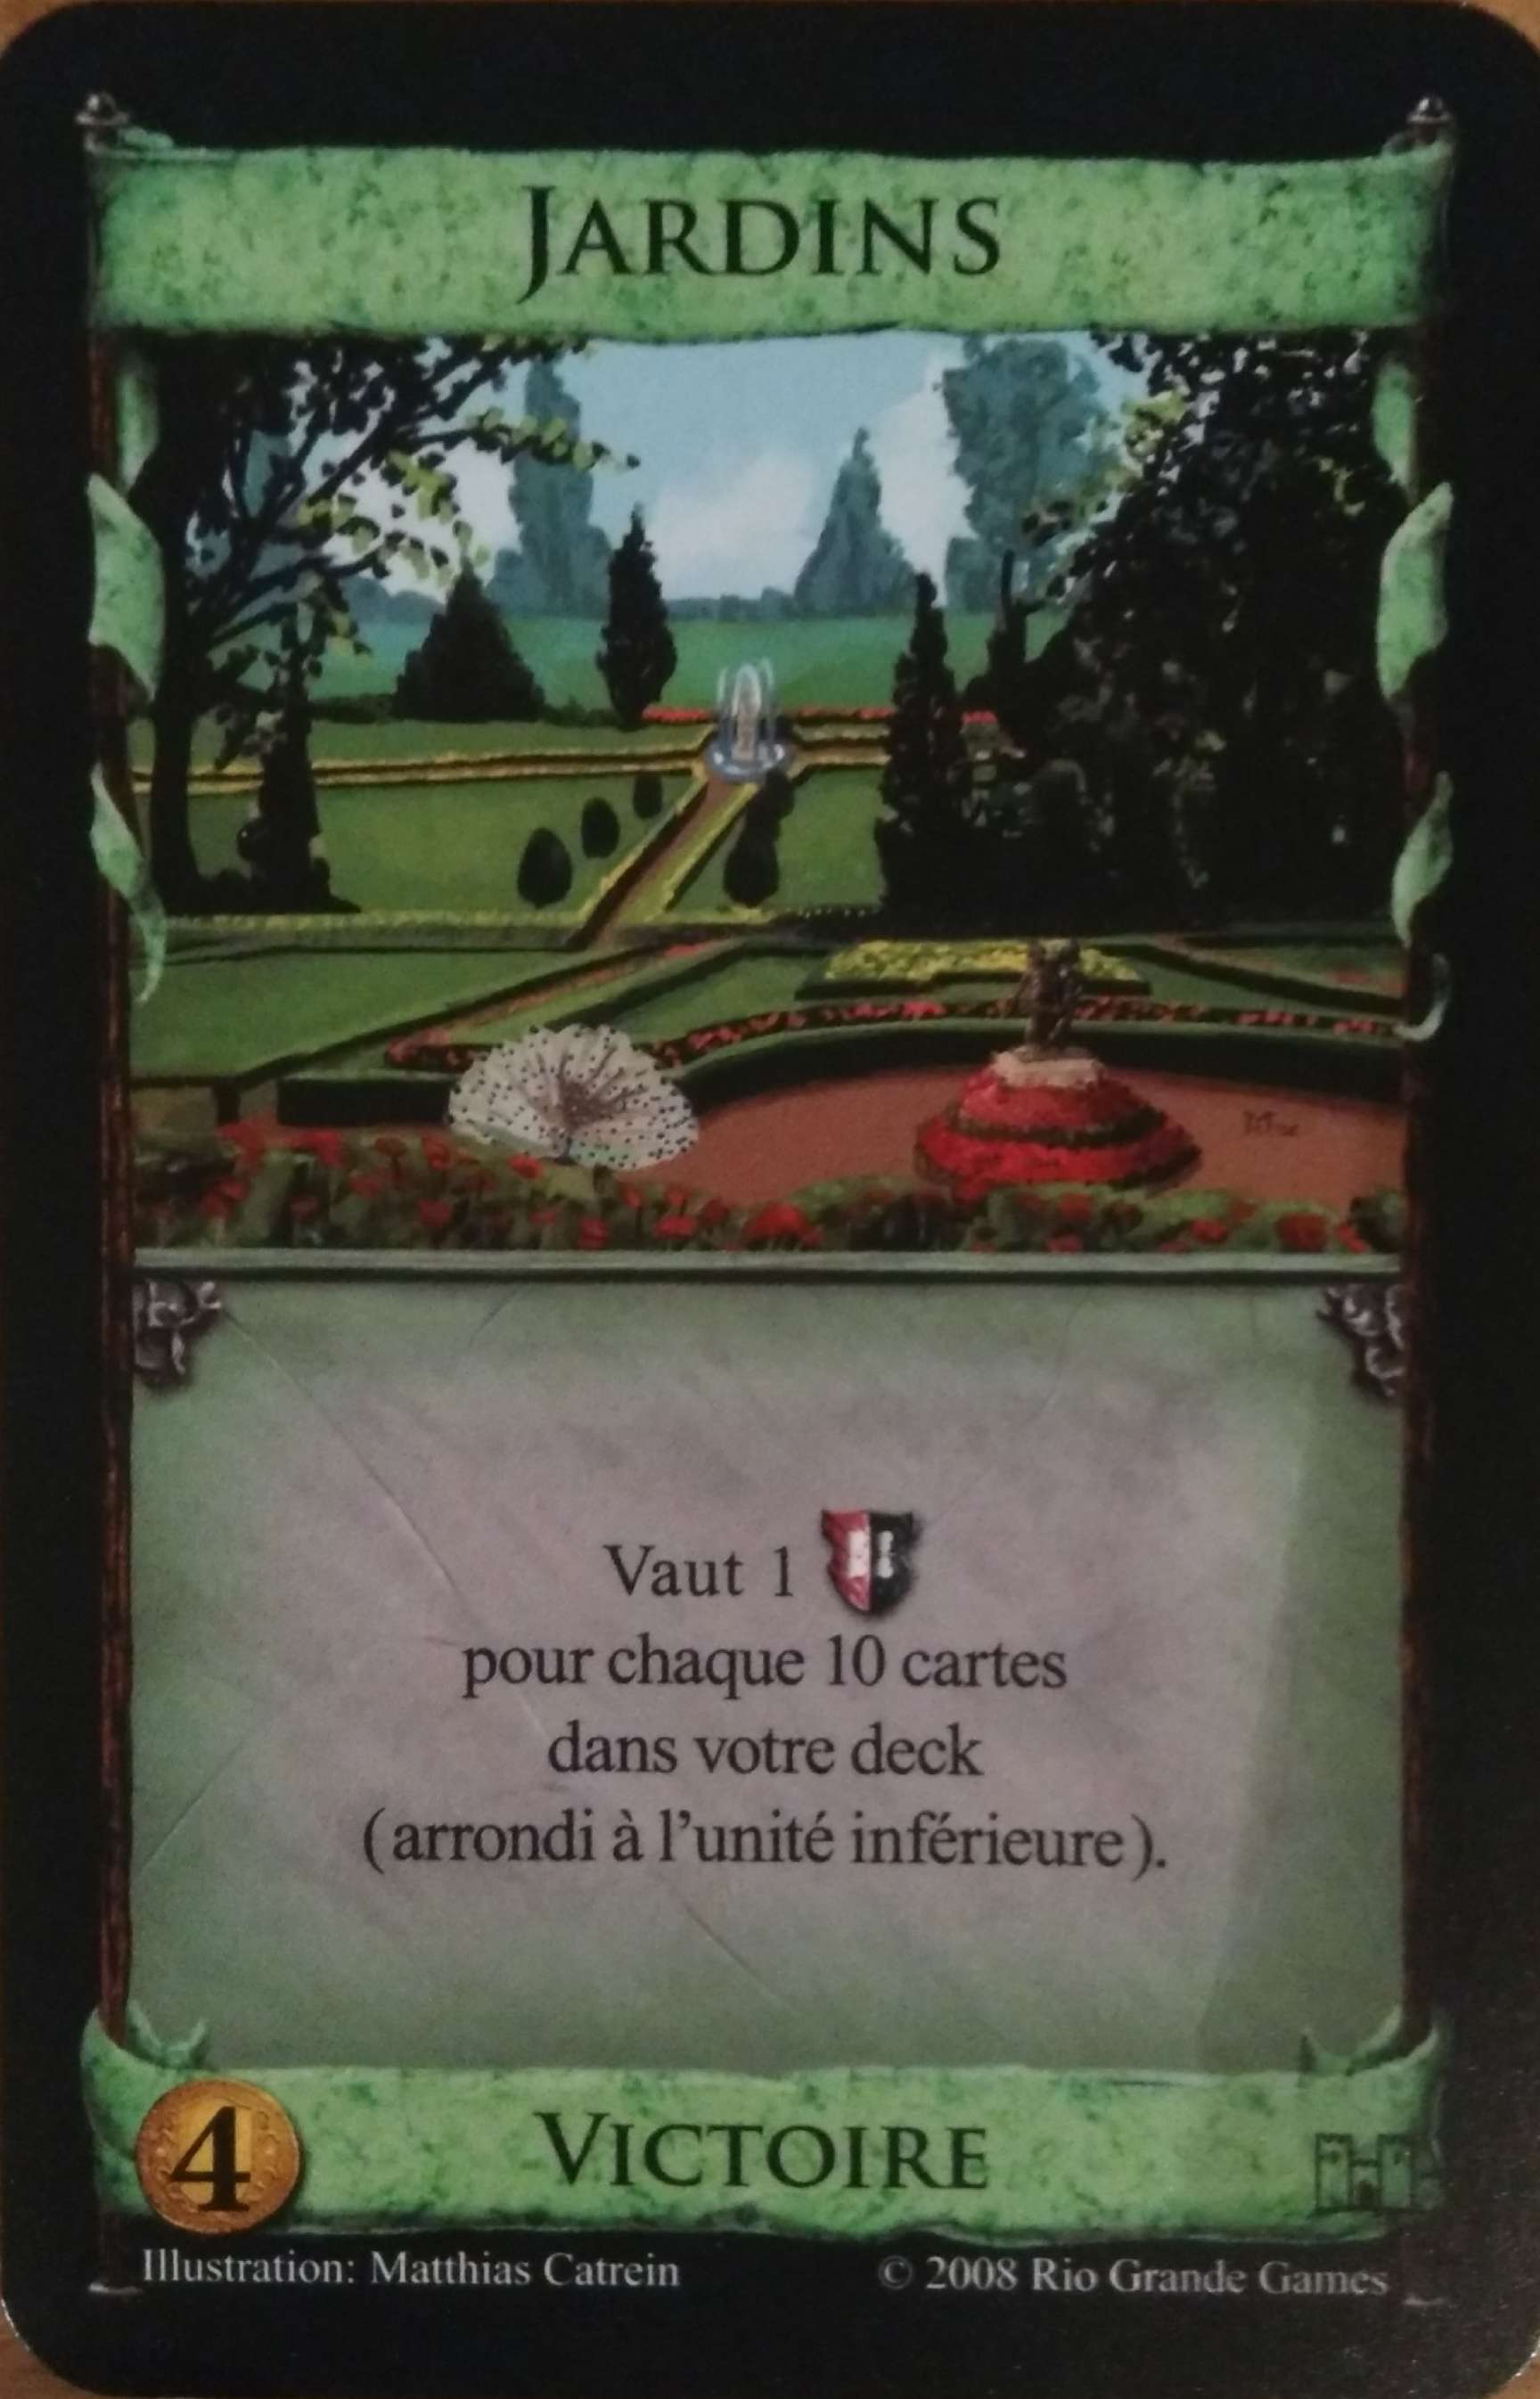 JARDINS
Vaut 1
pour chaque 10 cartes
dans votre deck
(arrondi à l'unité inférieure).
4
VICTOIRE
Illustration: Matthias Catrein
© 2008 Rio Grande Games